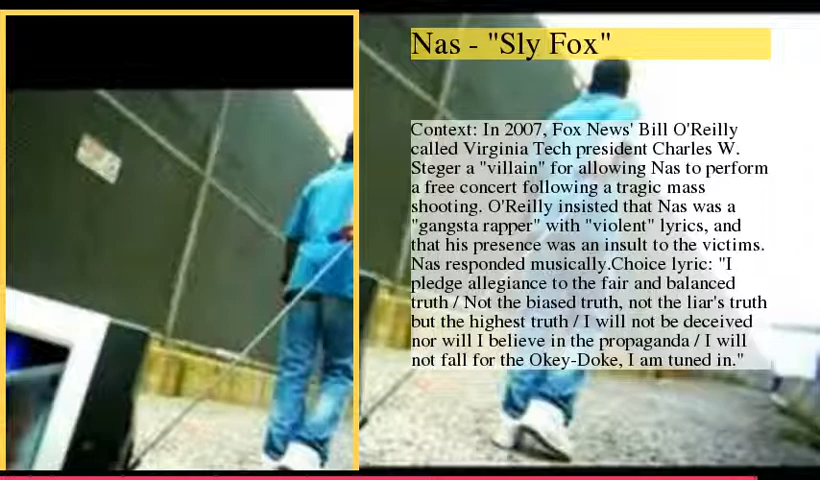 Nas - "Sly Fox"
Context: In 2007, Fox News' Bill O'Reilly
called Virginia Tech president Charles W.
Steger a "villain" for allowing Nas to perform
a free concert following a tragic mass
shooting. O'Reilly insisted that Nas was a
"gangsta rapper" with "violent" lyrics, and
that his presence was an insult to the victims.
Nas responded musically.Choice lyric: "I
pledge allegiance to the fair and balanced
truth / Not the biased truth, not the liar's truth
but the highest truth / I will not be deceived
nor will I believe in the propaganda / I will
not fall for the Okey-Doke, I am tuned in."